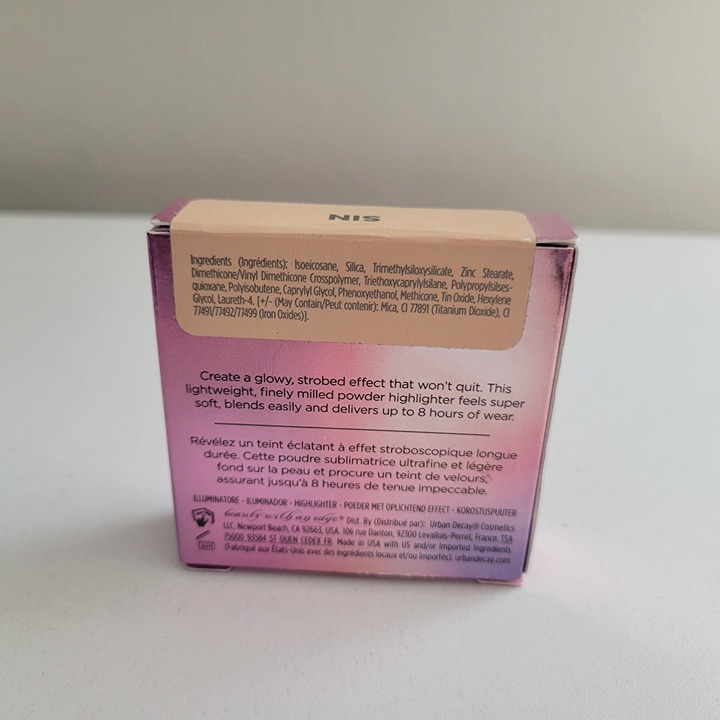 SIN
Ingredients (Ingrédients): Isoeicosane, Silica, Trimethylsiloxysilicate, Zinc Stearate,
Dimethicone/Vinyl Dimethicone Crosspolymer, Triethoxycaprylylsilane, Polypropylsilses-
quioxane, Polyisobutene, Caprylyl Glycol, Phenoxyethanol, Methicone, Tin Oxide, Hexylene
Glycol, Laureth-4. [+/- (May Contain/Peut contenir): Mica, CI 77891 (Titanium Dioxide), CI
77491/77492/77499 (Iron Oxides)].
Create a glowy, strobed effect that won't quit. This
lightweight, finely milled powder highlighter feels super
soft, blends easily and delivers up to 8 hours of wear.
Révélez un teint éclatant à effet stroboscopique longue
durée. Cette poudre sublimatrice ultrafine et légère
fond sur la peau et procure un teint de velours,
assurant jusqu'à 8 heures de tenue impeccable.
ILLUMINATORE - ILUMINADOR - HIGHLIGHTER - POEDER MET OPLICHTEND EFFECT - KOROSTUSPUUTER
beauty with an edge® Dist. By (Distribué par): Urban Decay® Cosmetics
LLC, Newport Beach, CA 92663, USA. 106 rue Danton, 92300 Levallois-Perret, France. TSA
75000 93584 ST OUEN CEDEX FR. Made in USA with US and/or imported ingredients
(Fabriqué aux États-Unis avec des ingrédients locaux et/ou importés). urbandecay.com